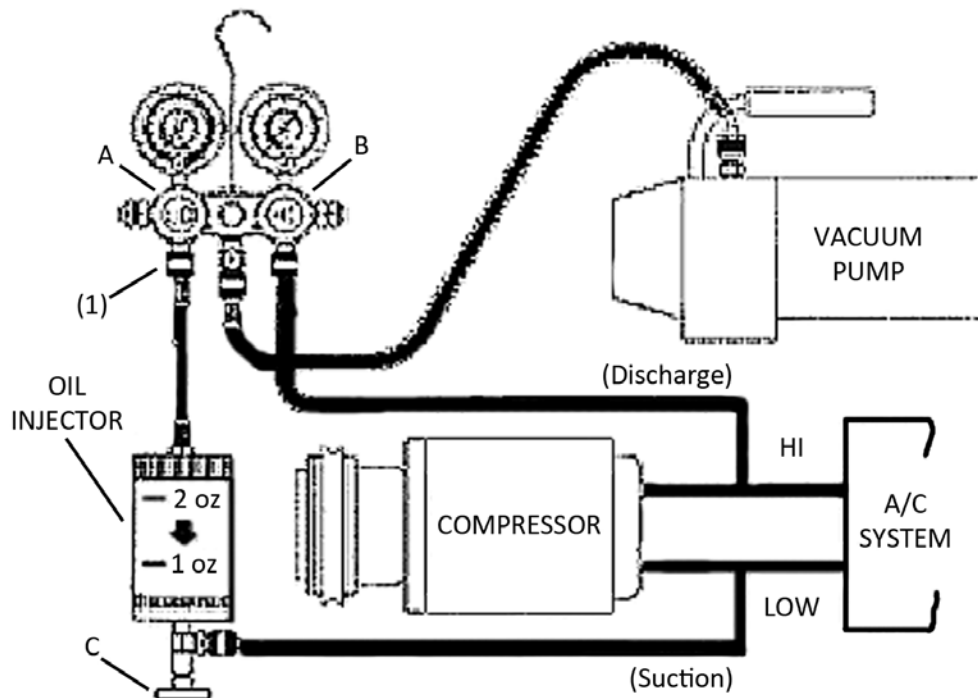 A
B
(1)
VACUUM
PUMP
(Discharge)
OIL
INJECTOR
HI
2 oz
1 oz
COMPRESSOR
A/C
SYSTEM
LOW
C
(Suction)